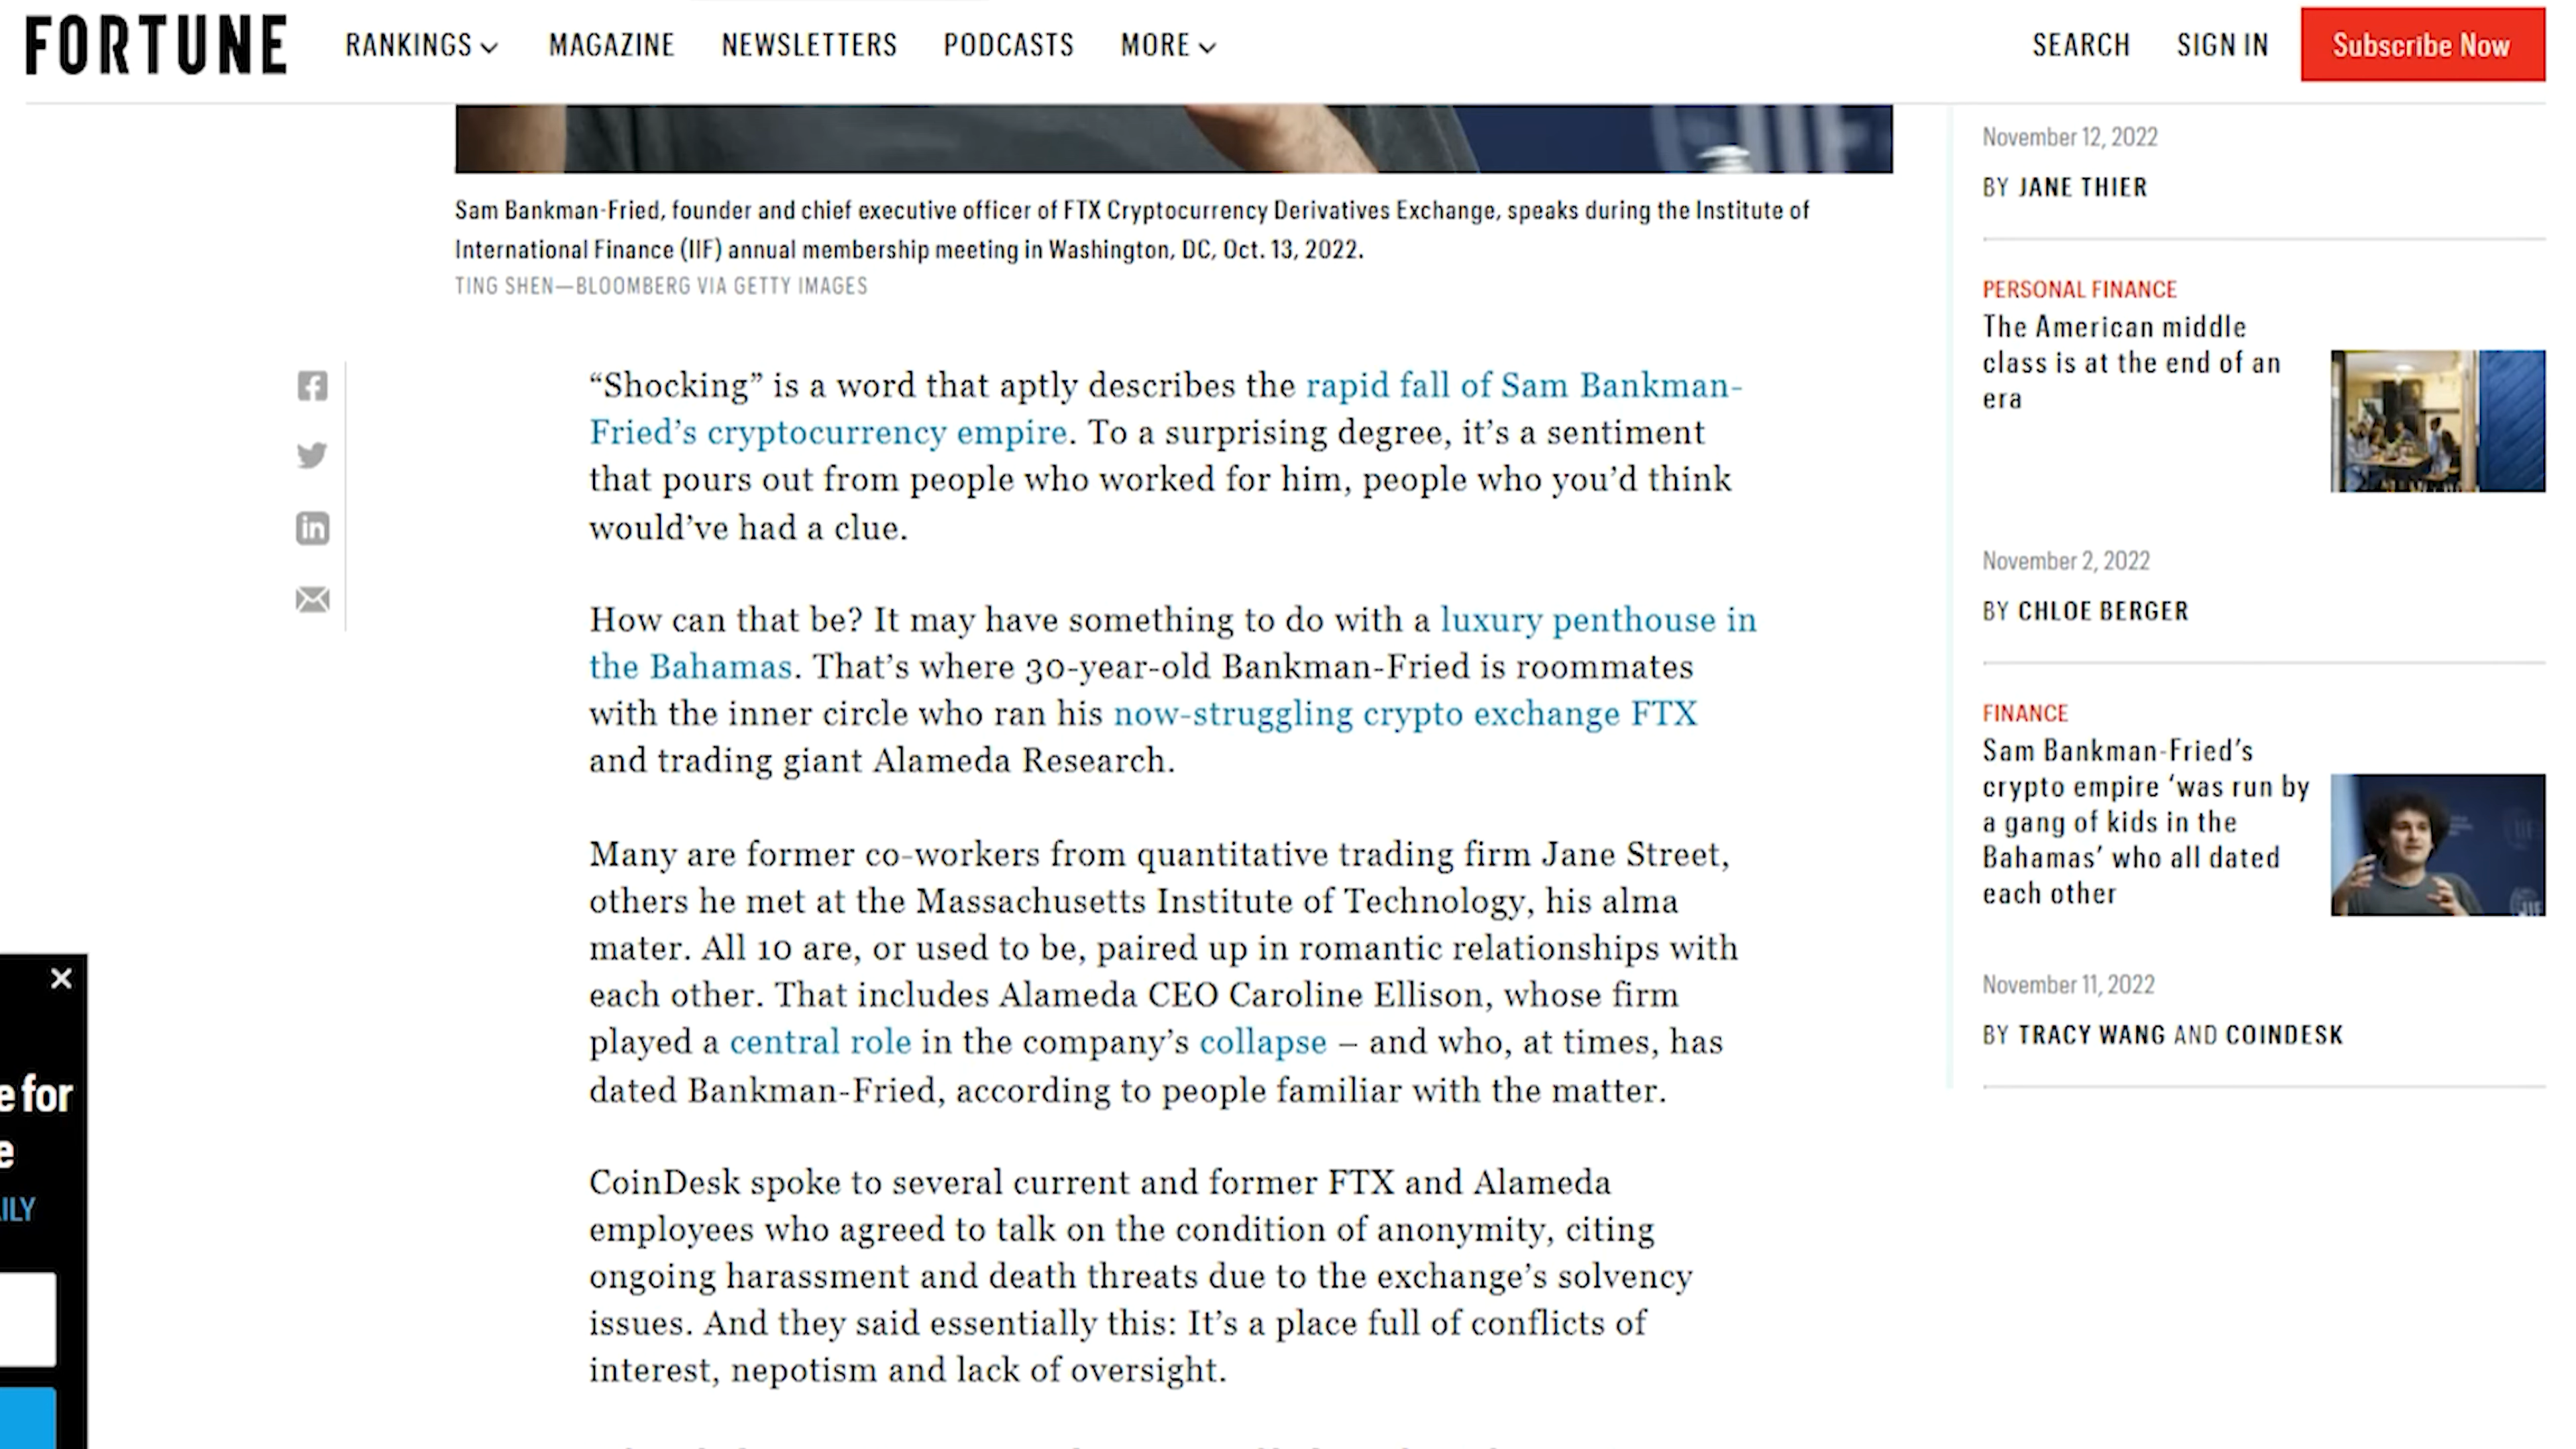 FORTUNE
RANKINGS
MAGAZINE
NEWSLETTERS
PODCASTS
MORE
SEARCH
SIGN IN
Subscribe Now
Sam Bankman-Fried, founder and chief executive officer of FTX Cryptocurrency Derivatives Exchange, speaks during the Institute of
International Finance (IIF) annual membership meeting in Washington, DC, Oct. 13, 2022.
TING SHEN—BLOOMBERG VIA GETTY IMAGES
“Shocking” is a word that aptly describes the rapid fall of Sam Bankman-
Fried’s cryptocurrency empire. To a surprising degree, it’s a sentiment
that pours out from people who worked for him, people who you’d think
would’ve had a clue.
How can that be? It may have something to do with a luxury penthouse in
the Bahamas. That’s where 30-year-old Bankman-Fried is roommates
with the inner circle who ran his now-struggling crypto exchange FTX
and trading giant Alameda Research.
Many are former co-workers from quantitative trading firm Jane Street,
others he met at the Massachusetts Institute of Technology, his alma
mater. All 10 are, or used to be, paired up in romantic relationships with
each other. That includes Alameda CEO Caroline Ellison, whose firm
played a central role in the company’s collapse – and who, at times, has
dated Bankman-Fried, according to people familiar with the matter.
CoinDesk spoke to several current and former FTX and Alameda
employees who agreed to talk on the condition of anonymity, citing
ongoing harassment and death threats due to the exchange’s solvency
issues. And they said essentially this: It’s a place full of conflicts of
interest, nepotism and lack of oversight.
November 12, 2022
BY JANE THIER
PERSONAL FINANCE
The American middle
class is at the end of an
era
November 2, 2022
BY CHLOE BERGER
FINANCE
Sam Bankman-Fried’s
crypto empire ‘was run by
a gang of kids in the
Bahamas’ who all dated
each other
November 11, 2022
BY TRACY WANG AND COINDESK
e for
e
ILY